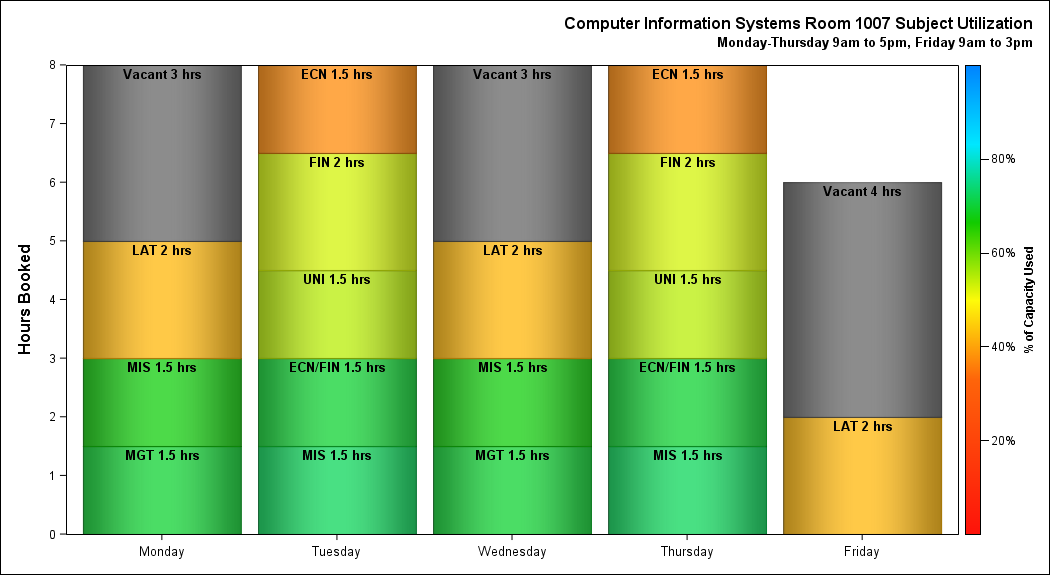 Computer Information Systems Room 1007 Subject Utilization
Monday-Thursday 9am to 5pm, Friday 9am to 3pm
Hours Booked
8
7
6
5
4
3
2
1
0
Vacant 3 hrs
LAT 2 hrs
MIS 1.5 hrs
MGT 1.5 hrs
Monday
ECN 1.5 hrs
FIN 2 hrs
UNI 1.5 hrs
ECN/FIN 1.5 hrs
MIS 1.5 hrs
Tuesday
Vacant 3 hrs
LAT 2 hrs
MIS 1.5 hrs
MGT 1.5 hrs
Wednesday
ECN 1.5 hrs
FIN 2 hrs
UNI 1.5 hrs
ECN/FIN 1.5 hrs
MIS 1.5 hrs
Thursday
Vacant 4 hrs
LAT 2 hrs
Friday
80%
60%
40%
20%
% of Capacity Used